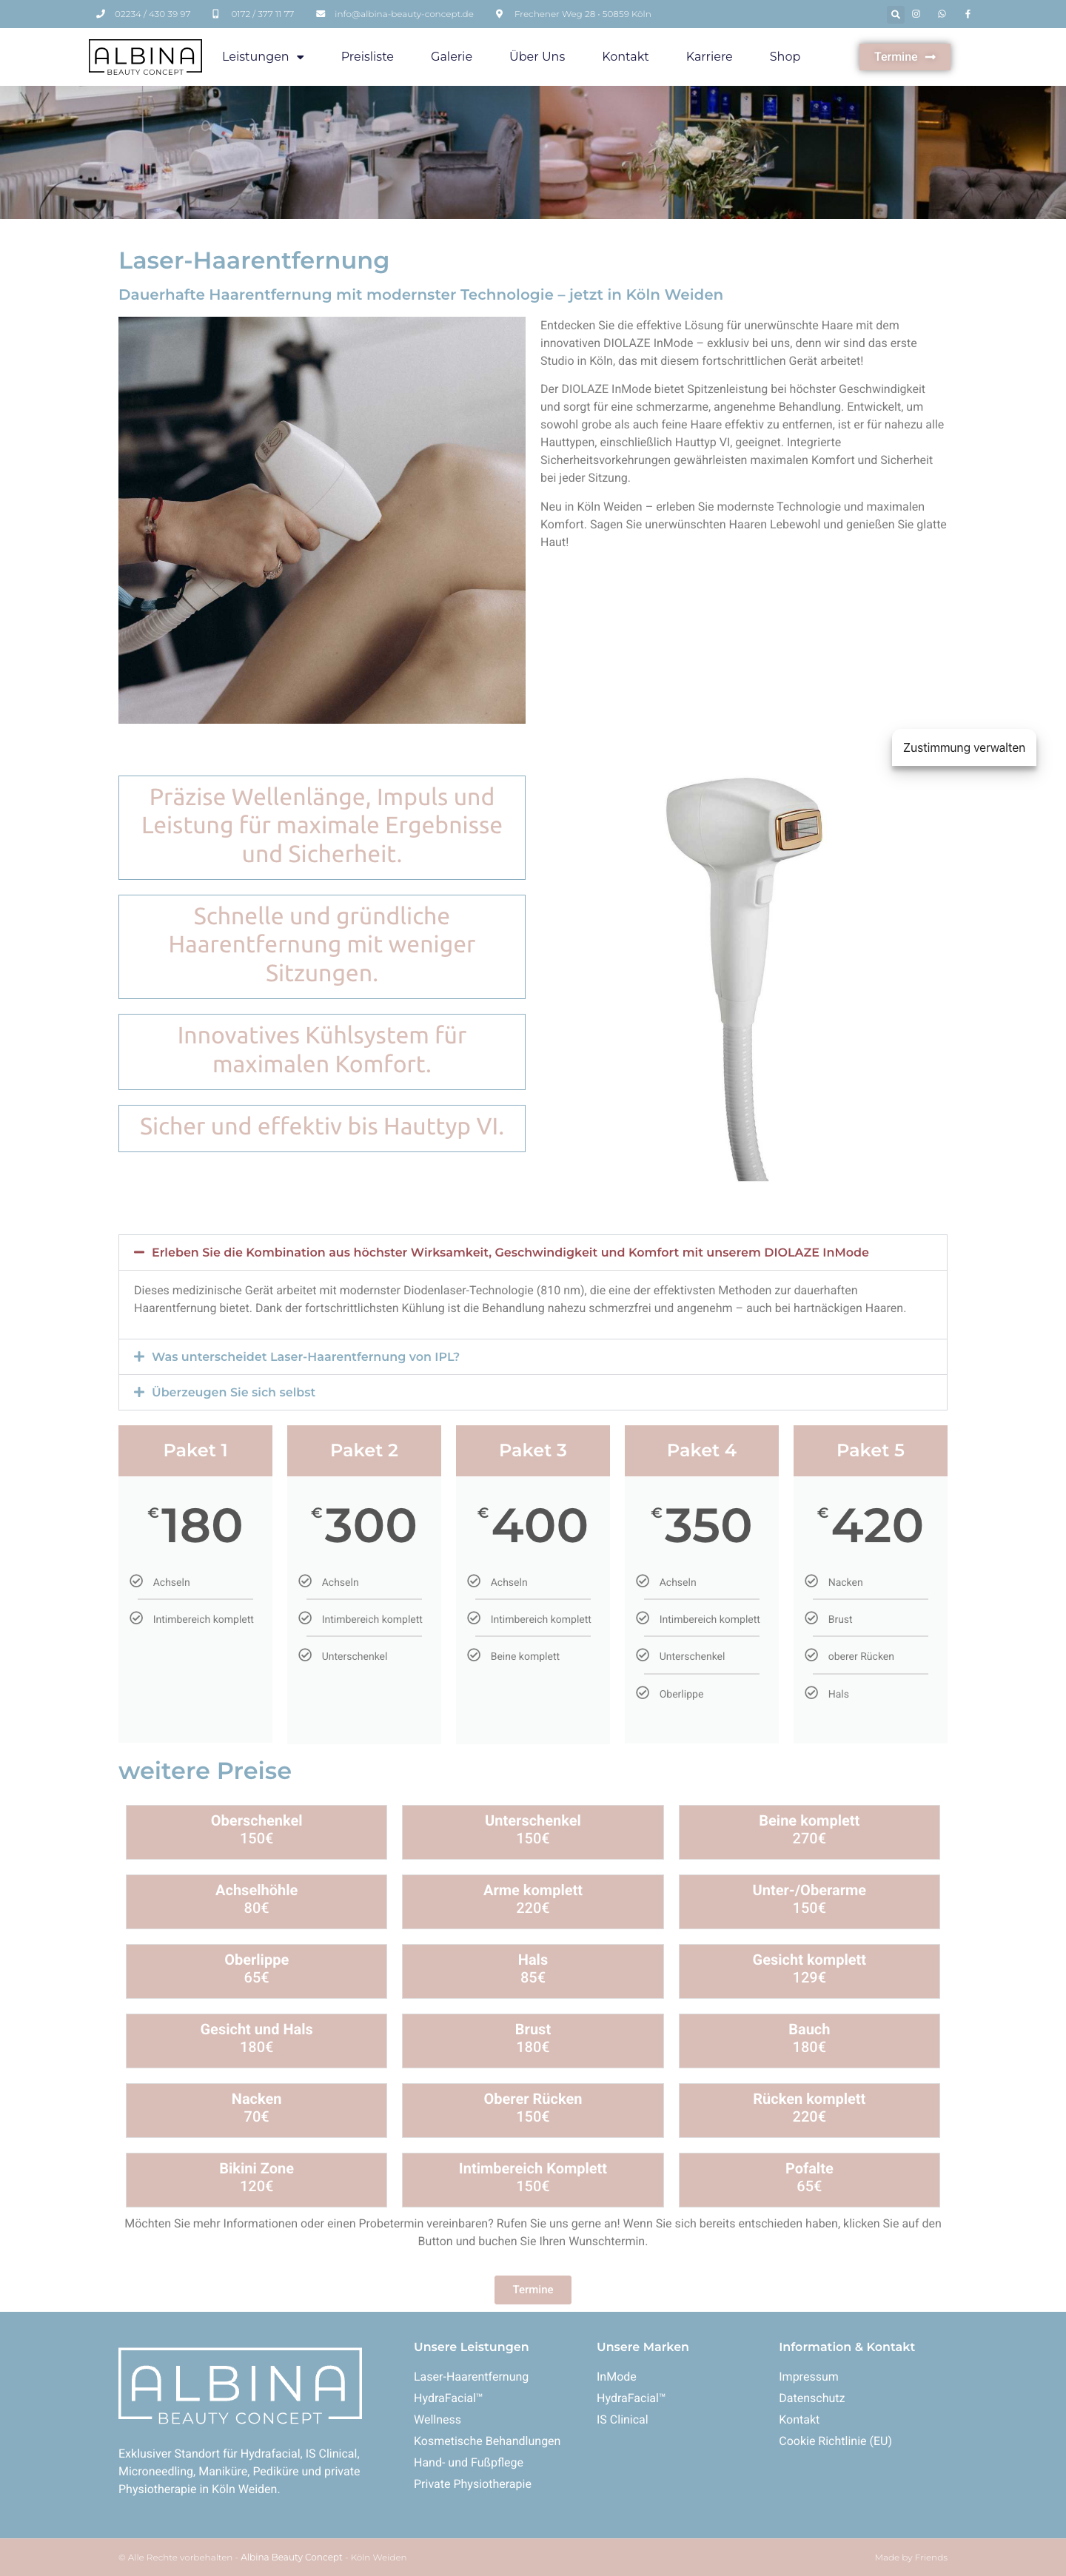 02234 / 430 39 97
0172 / 377 11 77
info@albina-beauty-concept.de
Frechener Weg 28 - 50859 Köln
ALBINA
BEAUTY CONCEPT
Leistungen
Preisliste
Galerie
Über Uns
Kontakt
Karriere
Shop
Termine
Laser-Haarentfernung
Dauerhafte Haarentfernung mit modernster Technologie – jetzt in Köln Weiden
Entdecken Sie die effektive Lösung für unerwünschte Haare mit dem
innovativen DIOLAZE InMode – exklusiv bei uns, denn wir sind das erste
Studio in Köln, das mit diesem fortschrittlichen Gerät arbeitet!
Der DIOLAZE InMode bietet Spitzenleistung bei höchster Geschwindigkeit
und sorgt für eine schmerzarme, angenehme Behandlung. Entwickelt, um
sowohl grobe als auch feine Haare effektiv zu entfernen, ist er für nahezu alle
Hauttypen, einschließlich Hauttyp VI, geeignet. Integrierte
Sicherheitsvorkehrungen gewährleisten maximalen Komfort und Sicherheit
bei jeder Sitzung.
Neu in Köln Weiden – erleben Sie modernste Technologie und maximalen
Komfort. Sagen Sie unerwünschten Haaren Lebewohl und genießen Sie glatte
Haut!
Zustimmung verwalten
Präzise Wellenlänge, Impuls und
Leistung für maximale Ergebnisse
und Sicherheit.
Schnelle und gründliche
Haarentfernung mit weniger
Sitzungen.
Innovatives Kühlsystem für
maximalen Komfort.
Sicher und effektiv bis Hauttyp VI.
Erleben Sie die Kombination aus höchster Wirksamkeit, Geschwindigkeit und Komfort mit unserem DIOLAZE InMode
Dieses medizinische Gerät arbeitet mit modernster Diodenlaser-Technologie (810 nm), die eine der effektivsten Methoden zur dauerhaften
Haarentfernung bietet. Dank der fortschrittlichsten Kühlung ist die Behandlung nahezu schmerzfrei und angenehm – auch bei hartnäckigen Haaren.
Was unterscheidet Laser-Haarentfernung von IPL?
Überzeugen Sie sich selbst
Paket 1
€180
Achseln
Intimbereich komplett
Paket 2
€300
Achseln
Intimbereich komplett
Unterschenkel
Paket 3
€400
Achseln
Intimbereich komplett
Beine komplett
Paket 4
€350
Achseln
Intimbereich komplett
Unterschenkel
Oberlippe
Paket 5
€420
Nacken
Brust
oberer Rücken
Hals
weitere Preise
Oberschenkel
150€
Unterschenkel
150€
Beine komplett
270€
Achselhöhle
80€
Arme komplett
220€
Unter-/Oberarme
150€
Oberlippe
65€
Hals
85€
Gesicht komplett
129€
Gesicht und Hals
180€
Brust
180€
Bauch
180€
Nacken
70€
Oberer Rücken
150€
Rücken komplett
220€
Bikini Zone
120€
Intimbereich Komplett
150€
Pofalte
65€
Möchten Sie mehr Informationen oder einen Probetermin vereinbaren? Rufen Sie uns gerne an! Wenn Sie sich bereits entschieden haben, klicken Sie auf den
Button und buchen Sie Ihren Wunschtermin.
Termine
ALBINA
BEAUTY CONCEPT
Exklusiver Standort für Hydrafacial, IS Clinical,
Microneedling, Maniküre, Pediküre und private
Physiotherapie in Köln Weiden.
Unsere Leistungen
Laser-Haarentfernung
HydraFacial™
Wellness
Kosmetische Behandlungen
Hand- und Fußpflege
Private Physiotherapie
Unsere Marken
InMode
HydraFacial™
IS Clinical
Information & Kontakt
Impressum
Datenschutz
Kontakt
Cookie Richtlinie (EU)
© Alle Rechte vorbehalten - Albina Beauty Concept - Köln Weiden
Made by Friends